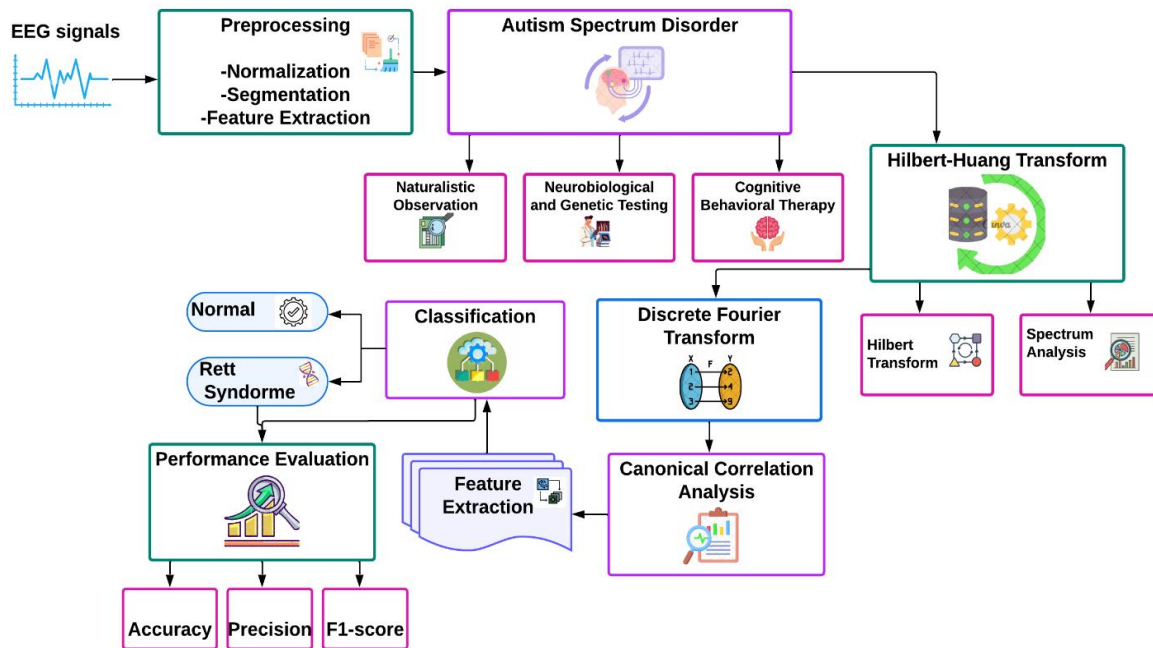 EEG signals
Preprocessing
-Normalization
-Segmentation
-Feature Extraction
Autism Spectrum Disorder
Naturalistic
Observation
Neurobiological
and Genetic Testing
Cognitive
Behavioral Therapy
Hilbert-Huang Transform
Hilbert
Transform
Spectrum
Analysis
Discrete Fourier
Transform
X F Y
1 2
2 4
3 9
Canonical Correlation
Analysis
Feature
Extraction
Classification
Normal
Rett
Syndorme
Performance Evaluation
Accuracy
Precision
F1-score